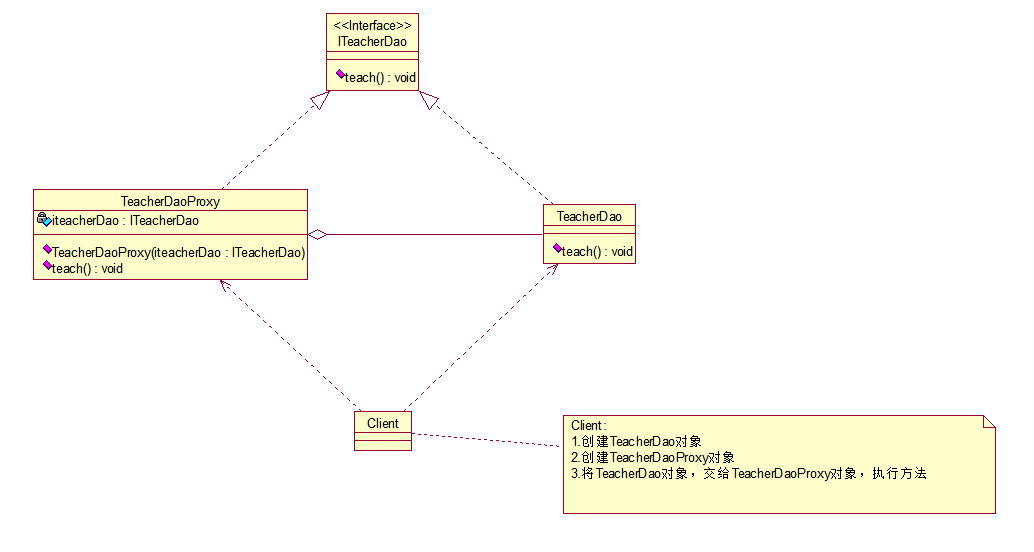 <<Interface>>
ITeacherDao
teach() : void
TeacherDaoProxy
iteacherDao : ITeacherDao
TeacherDaoProxy(iteacherDao : ITeacherDao)
teach() : void
TeacherDao
teach() : void
Client
Client:
1.创建TeacherDao对象
2.创建TeacherDaoProxy对象
3.将TeacherDao对象，交给TeacherDaoProxy对象，执行方法